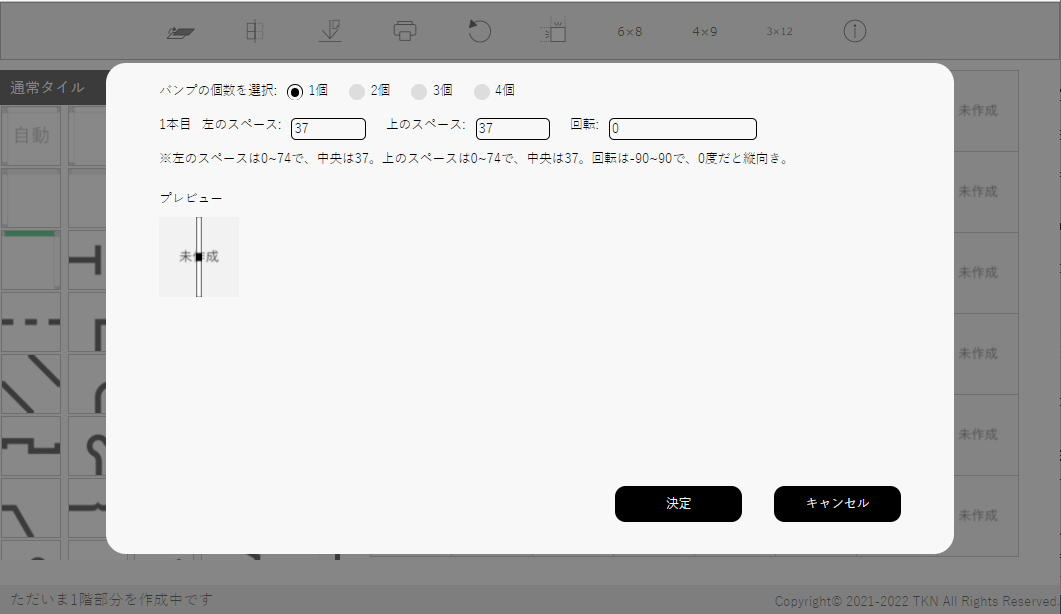 6×8 4×9 3×12
通常タイル
自動
バンプの個数を選択: 1個 2個 3個 4個
1本目 左のスペース: 37 上のスペース: 37 回転: 0
※左のスペースは0~74で、中央は37。上のスペースは0~74で、中央は37。回転は-90~90で、0度だと縦向き。
プレビュー
未作成
未作成
未作成
未作成
未作成
未作成
未作成
決定 キャンセル
ただいま1階部分を作成中です
Copyright© 2021-2022 TKN All Rights Reserved.